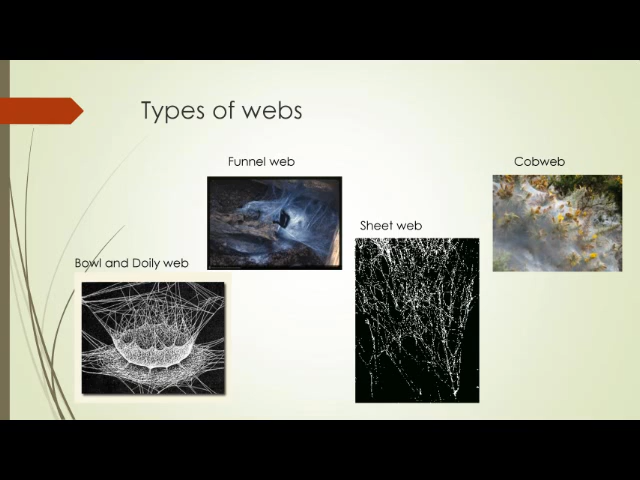 Types of webs
Funnel web
Cobweb
Sheet web
Bowl and Doily web